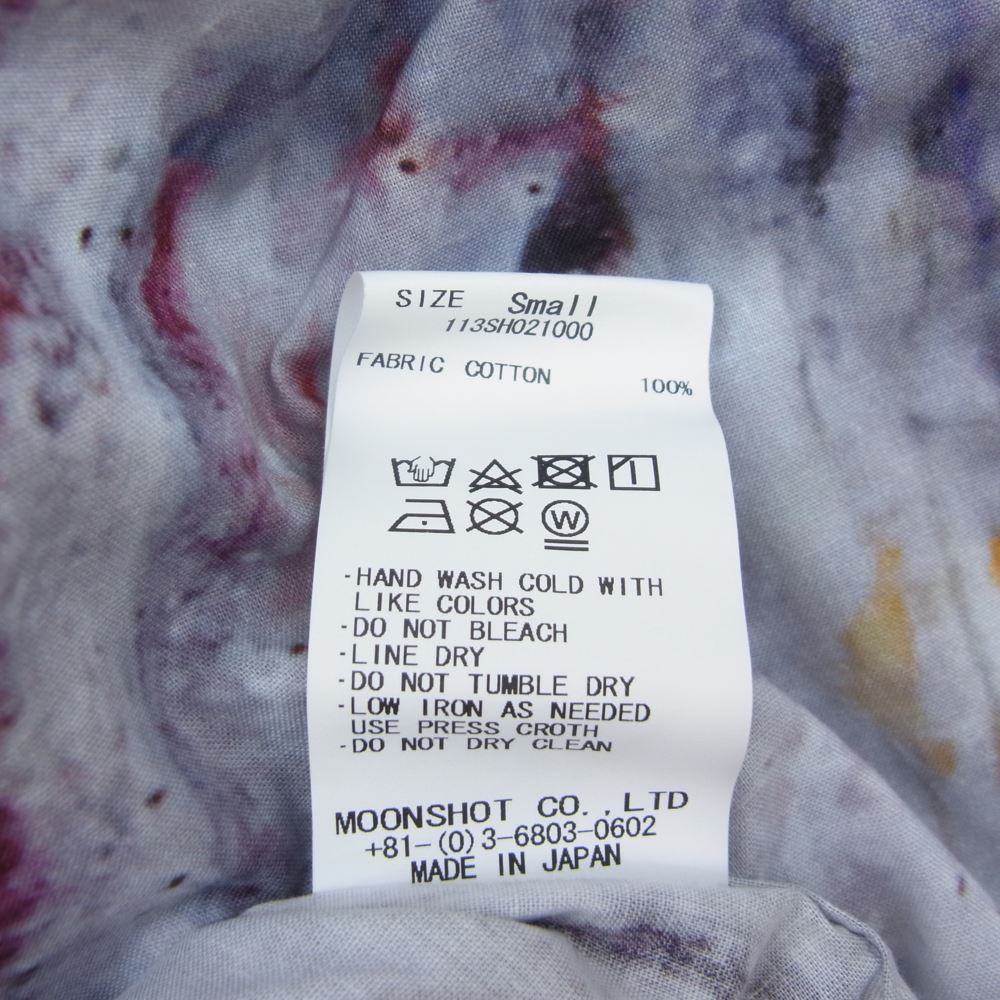 SIZE Small
113SH021000
FABRIC COTTON 100%
W
-HAND WASH COLD WITH
LIKE COLORS
-DO NOT BLEACH
-LINE DRY
-DO NOT TUMBLE DRY
-LOW IRON AS NEEDED
USE PRESS CROTH
-DO NOT DRY CLEAN
MOONSHOT CO.,LTD
+81-(0)3-6803-0602
MADE IN JAPAN